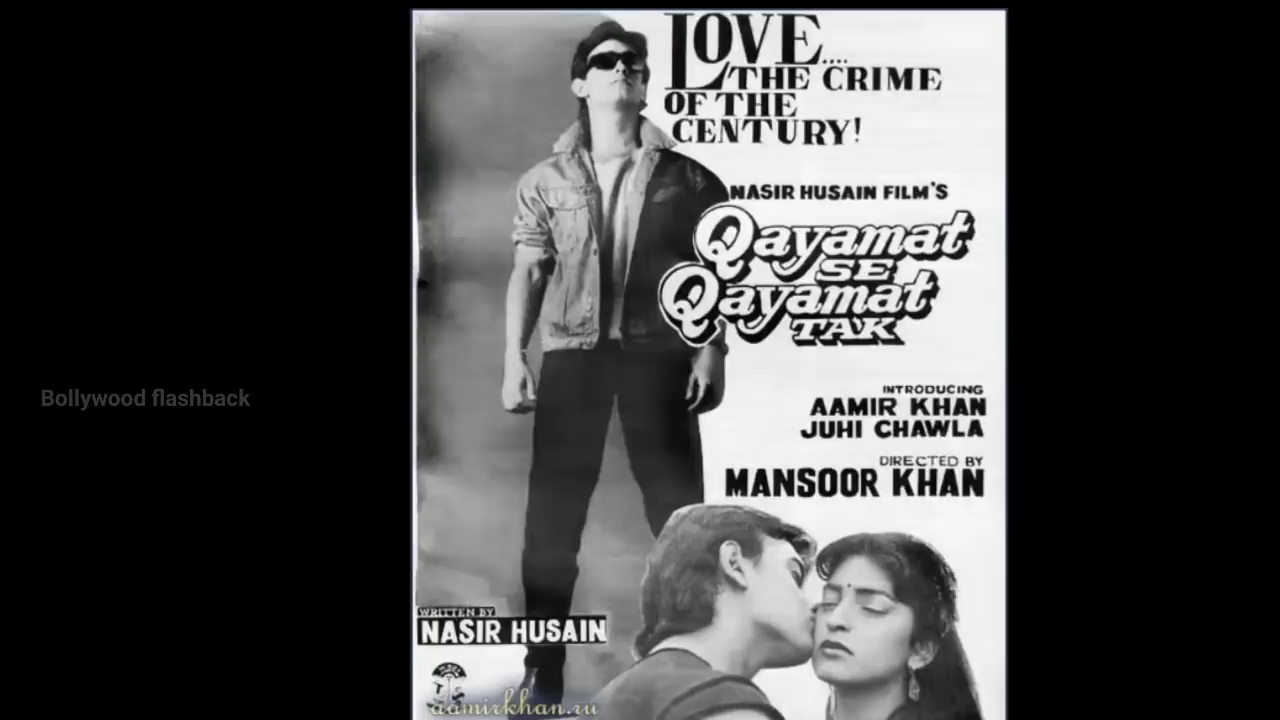 LOVE....
THE CRIME
OF THE
CENTURY!
NASIR HUSAIN FILM'S
Qayamat
SE
Qayamat
TAK
Bollywood flashback
INTRODUCING
AAMIR KHAN
JUHI CHAWLA
DIRECTED BY
MANSOOR KHAN
WRITTEN BY
NASIR HUSAIN
aamirkhan.ru